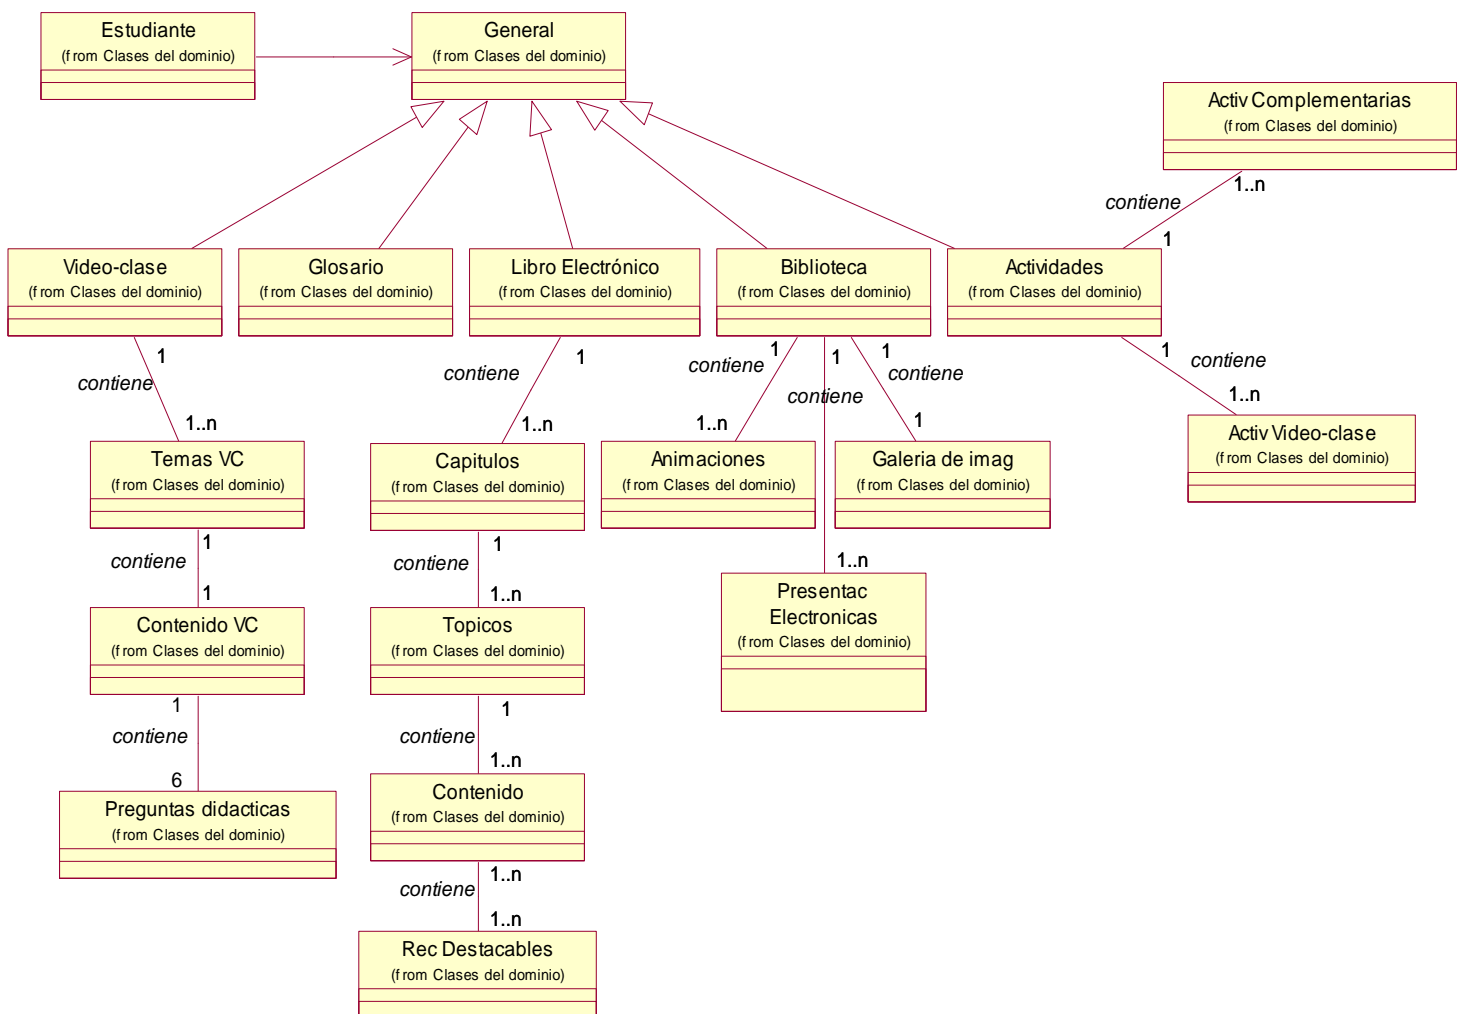 Estudiante
(from Clases del dominio)
General
(from Clases del dominio)
Activ Complementarias
(from Clases del dominio)
1..n
contiene
1
Video-clase
(from Clases del dominio)
Glosario
(from Clases del dominio)
Libro Electrónico
(from Clases del dominio)
Biblioteca
(from Clases del dominio)
Actividades
(from Clases del dominio)
1
contiene
1..n
1
contiene
1..n
1
contiene
1..n
1
contiene
1..n
1
contiene
1
1
contiene
1..n
Temas VC
(from Clases del dominio)
Capitulos
(from Clases del dominio)
Animaciones
(from Clases del dominio)
Galeria de imag
(from Clases del dominio)
Activ Video-clase
(from Clases del dominio)
1
contiene
1
1
contiene
1..n
Contenido VC
(from Clases del dominio)
Topicos
(from Clases del dominio)
Presentac
Electronicas
(from Clases del dominio)
1
contiene
6
1
contiene
1..n
Preguntas didacticas
(from Clases del dominio)
Contenido
(from Clases del dominio)
1..n
contiene
1..n
Rec Destacables
(from Clases del dominio)